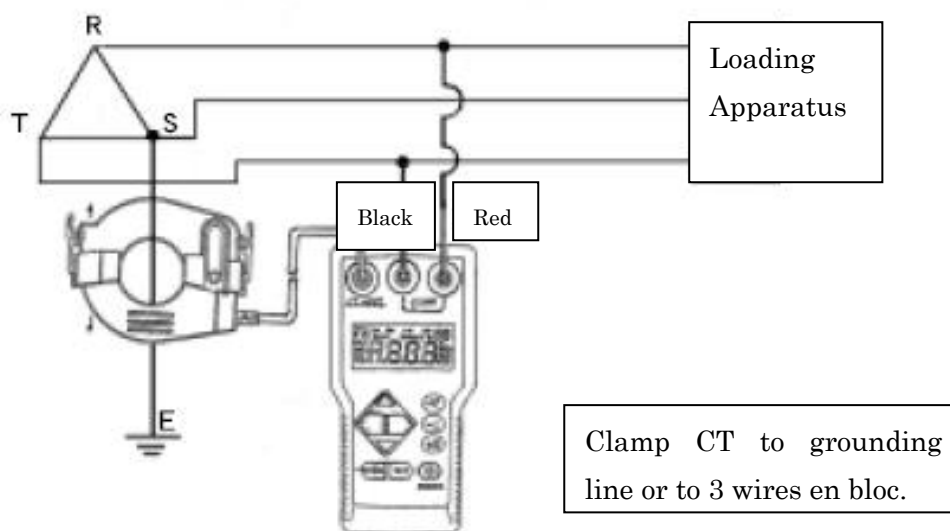 R
Loading
Apparatus
T
S
Black
Red
E
Clamp CT to grounding
line or to 3 wires en bloc.